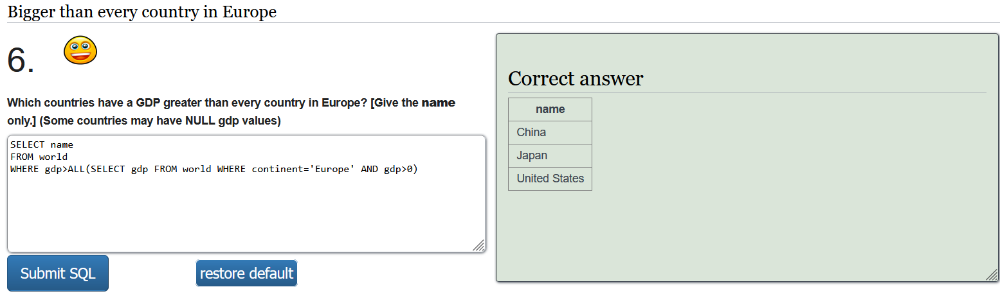 Bigger than every country in Europe
6.
Which countries have a GDP greater than every country in Europe? [Give the name
only.] (Some countries may have NULL gdp values)
SELECT name
FROM world
WHERE gdp>ALL(SELECT gdp FROM world WHERE continent='Europe' AND gdp>0)
Submit SQL
restore default
Correct answer
name
China
Japan
United States